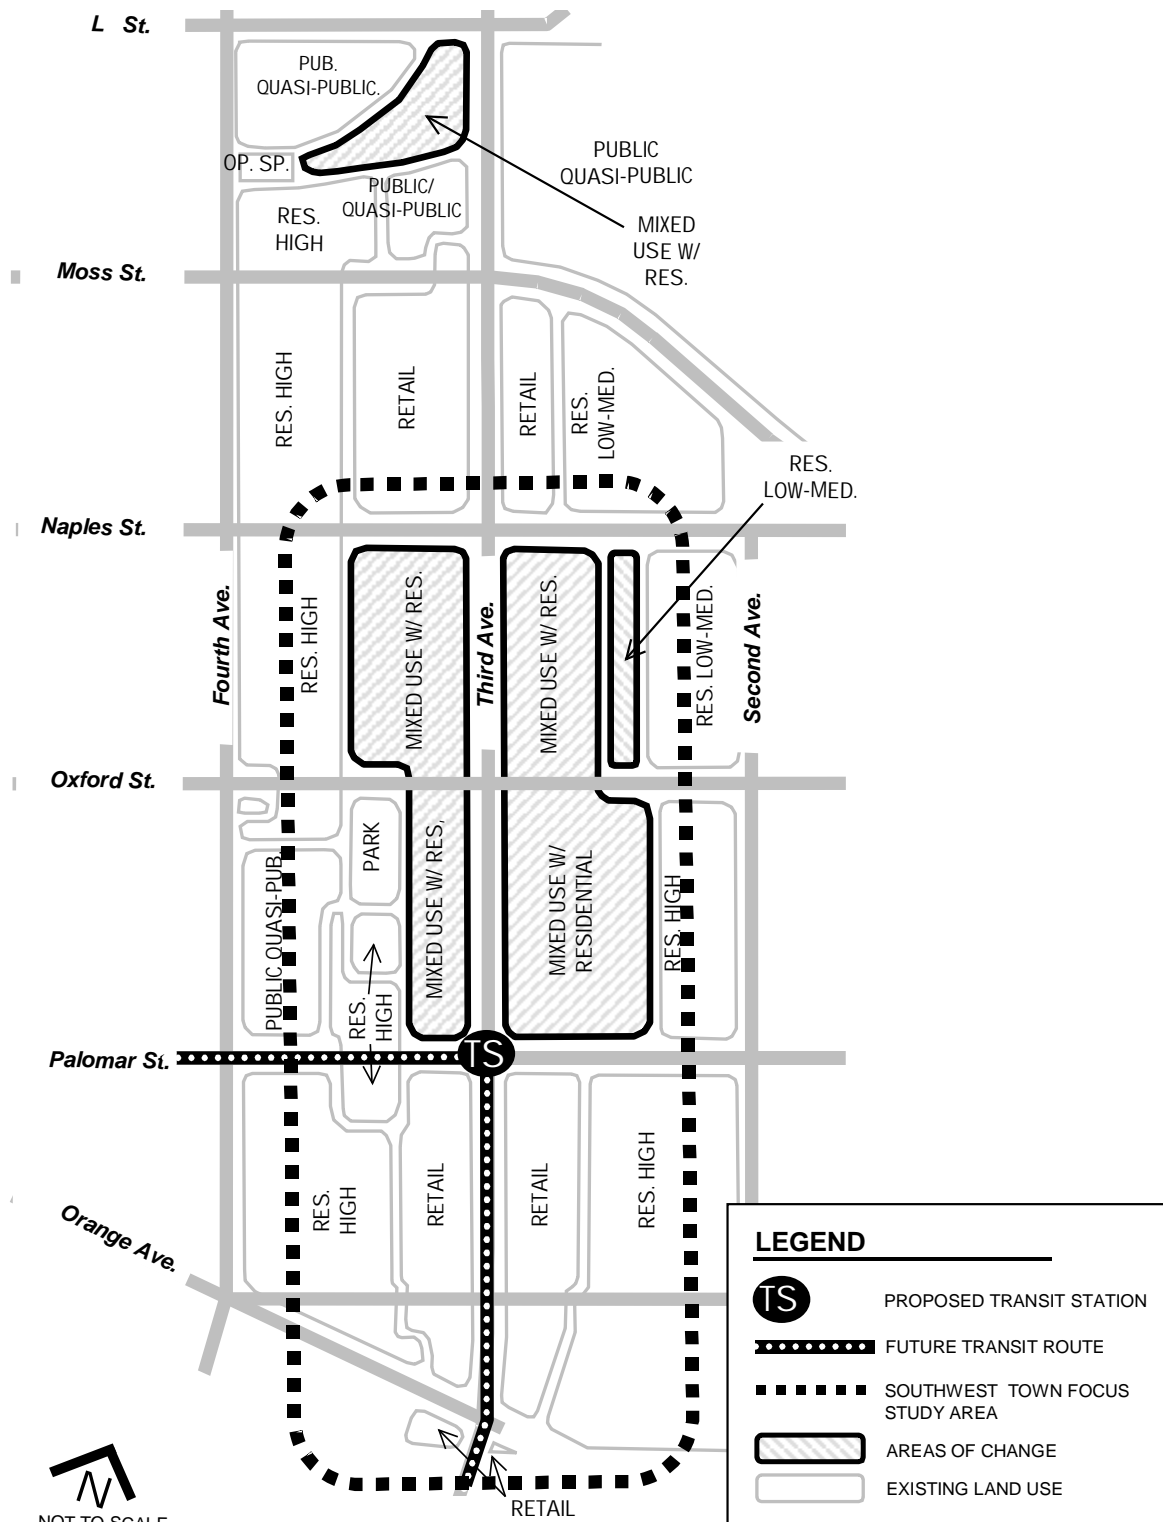 L St.
PUB.
QUASI-PUBLIC.
OP. SP.
PUBLIC/
QUASI-PUBLIC
RES.
HIGH
PUBLIC
QUASI-PUBLIC
MIXED
USE W/
RES.
Moss St.
RES. HIGH
RETAIL
RETAIL
RES.
LOW-MED.
RES.
LOW-MED.
Naples St.
Fourth Ave.
RES. HIGH
MIXED USE W/ RES.
Third Ave.
MIXED USE W/ RES.
RES. LOW-MED.
Second Ave.
Oxford St.
PUBLIC QUASI-PUB.
PARK
MIXED USE W/ RES,
MIXED USE W/
RESIDENTIAL
RES. HIGH
RES.
HIGH
Palomar St.
TS
RES.
HIGH
RETAIL
RETAIL
RES. HIGH
Orange Ave.
RETAIL
N
NOT TO SCALE
LEGEND
TS PROPOSED TRANSIT STATION
FUTURE TRANSIT ROUTE
SOUTHWEST TOWN FOCUS
STUDY AREA
AREAS OF CHANGE
EXISTING LAND USE